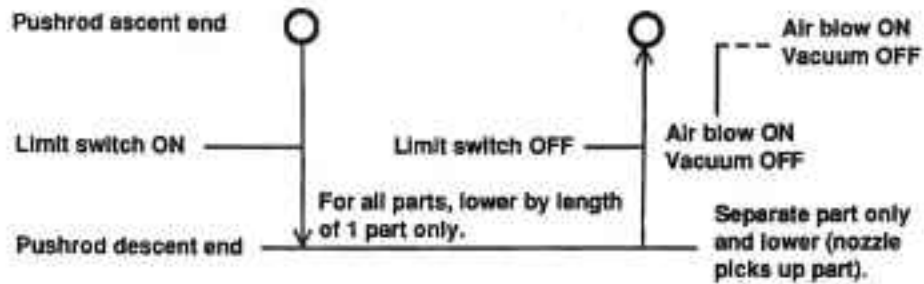 Pushrod ascent end
Air blow ON
Vacuum OFF
Limit switch ON
Limit switch OFF
Air blow ON
Vacuum OFF
For all parts, lower by length
of 1 part only.
Pushrod descent end
Separate part only
and lower (nozzle
picks up part).